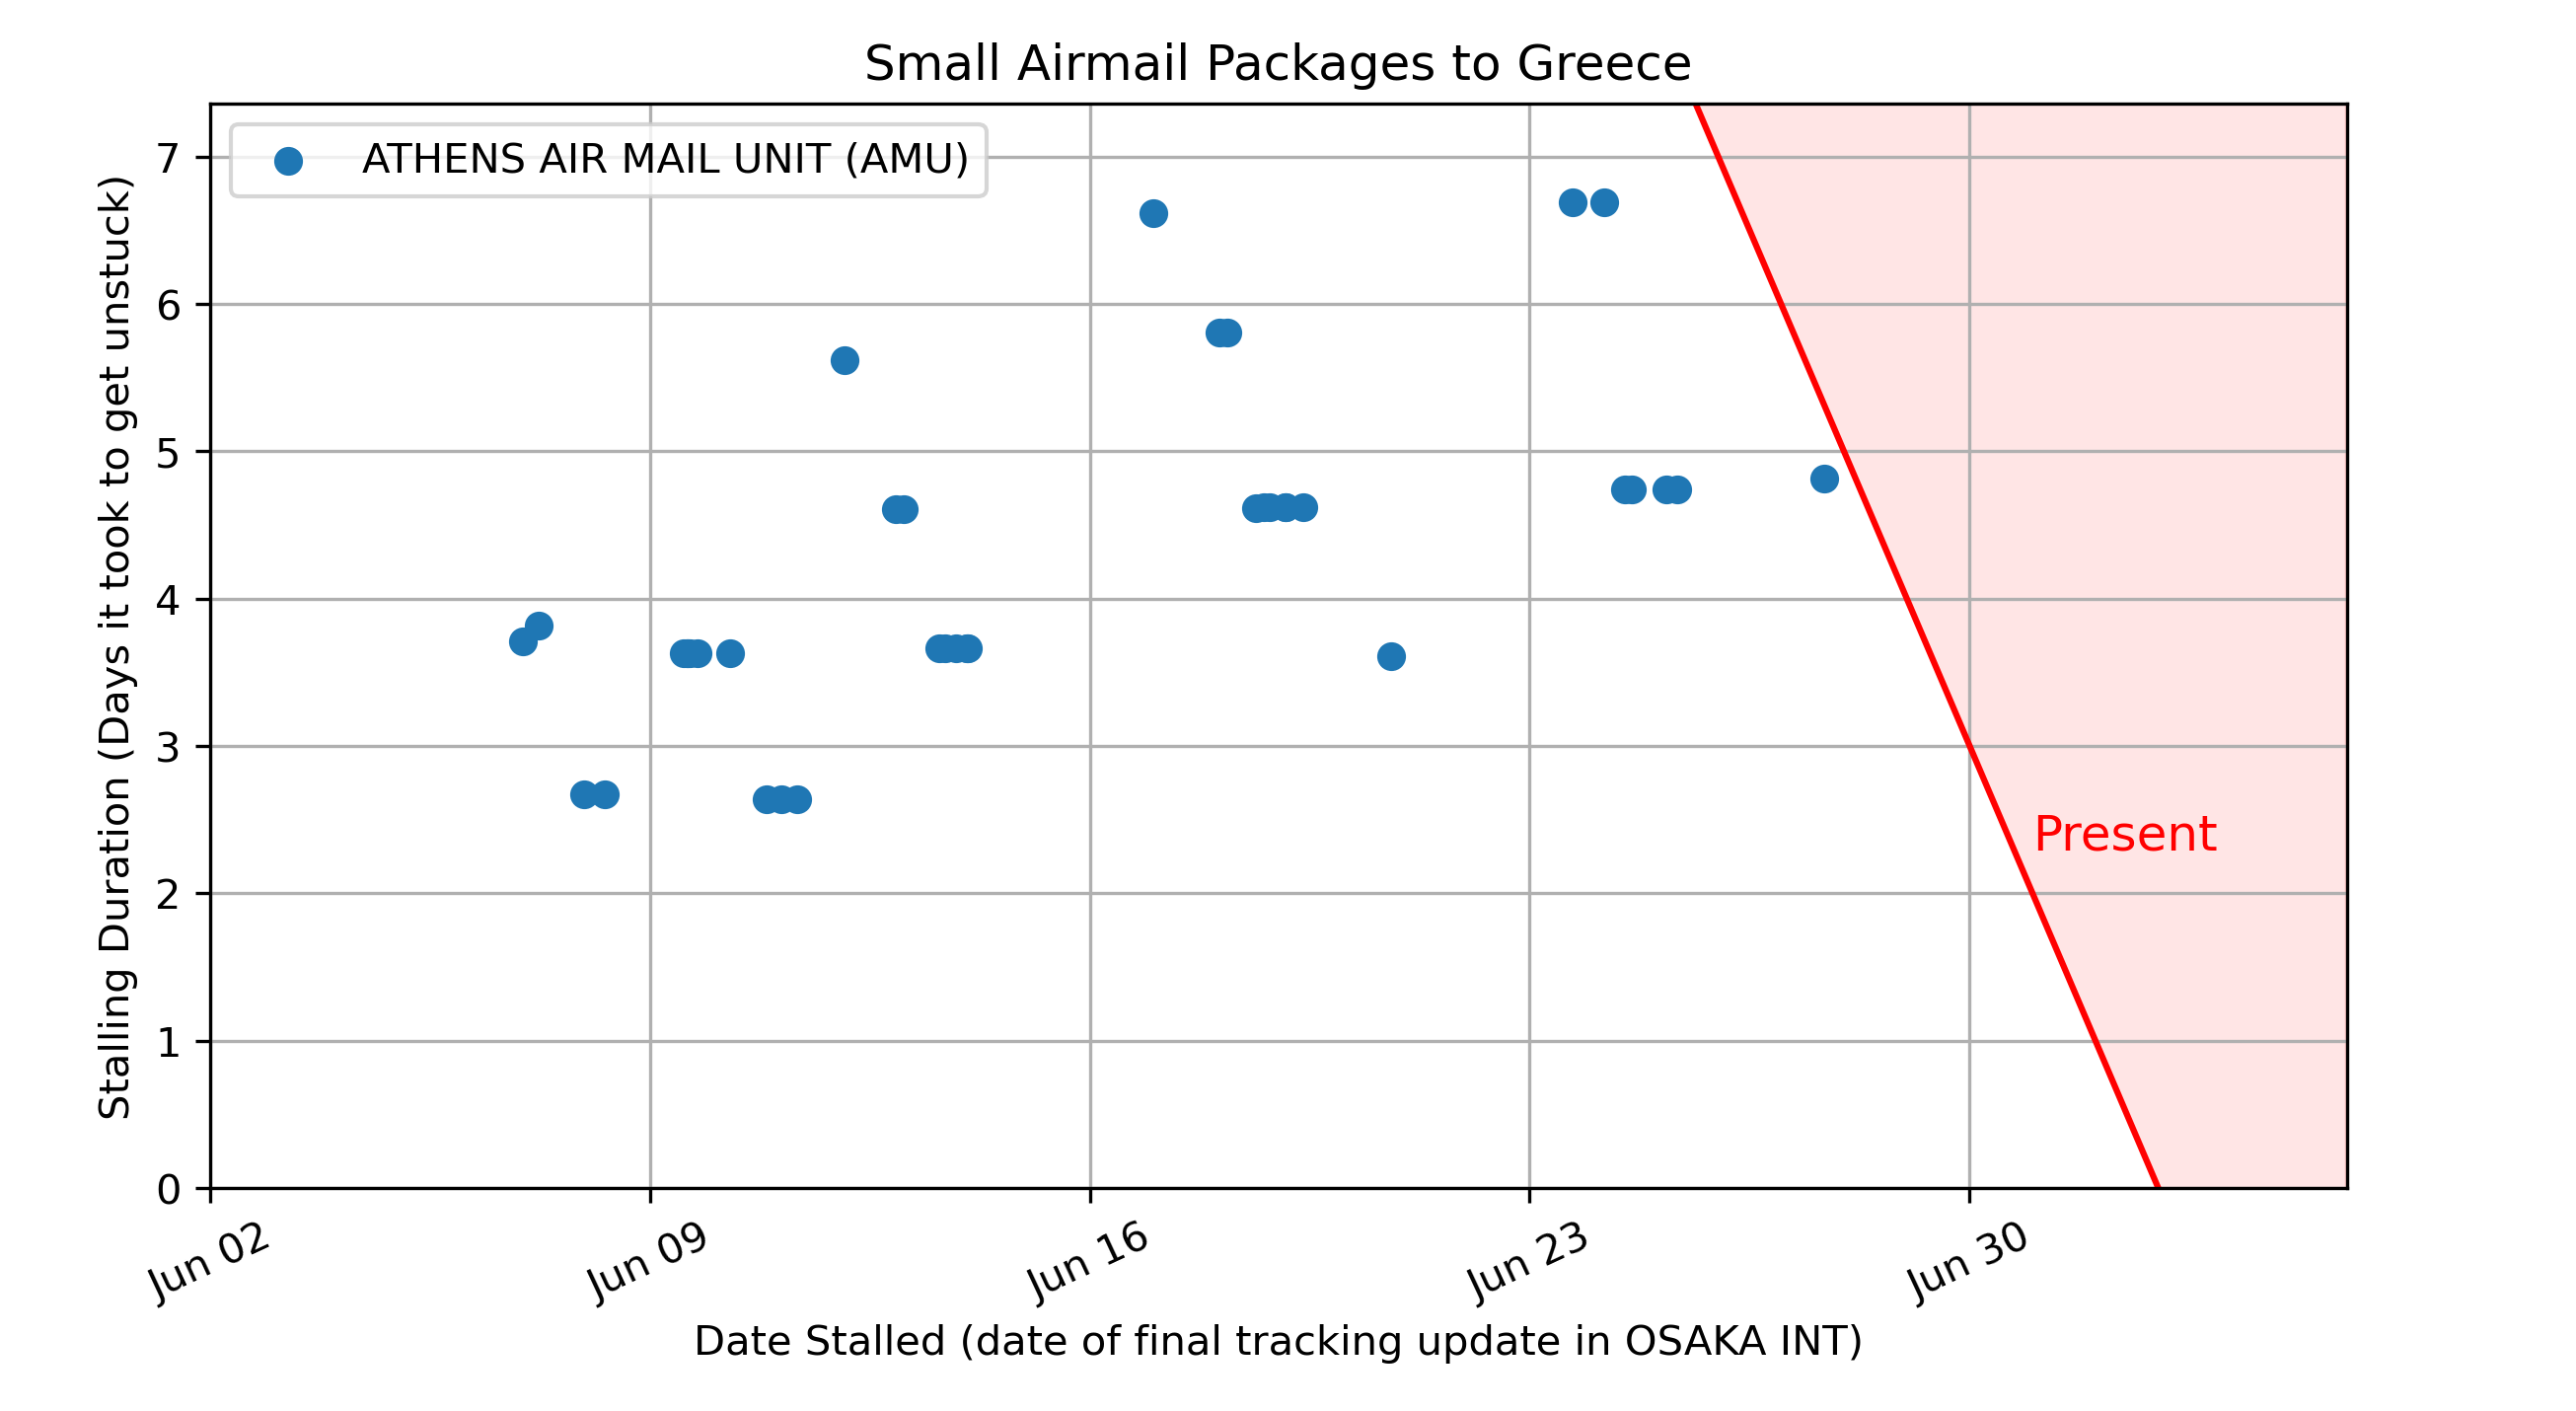 Small Airmail Packages to Greece
ATHENS AIR MAIL UNIT (AMU)
Stalling Duration (Days it took to get unstuck)
7
6
5
4
3
2
1
0
Present
Jun 02
Jun 09
Jun 16
Jun 23
Jun 30
Date Stalled (date of final tracking update in OSAKA INT)